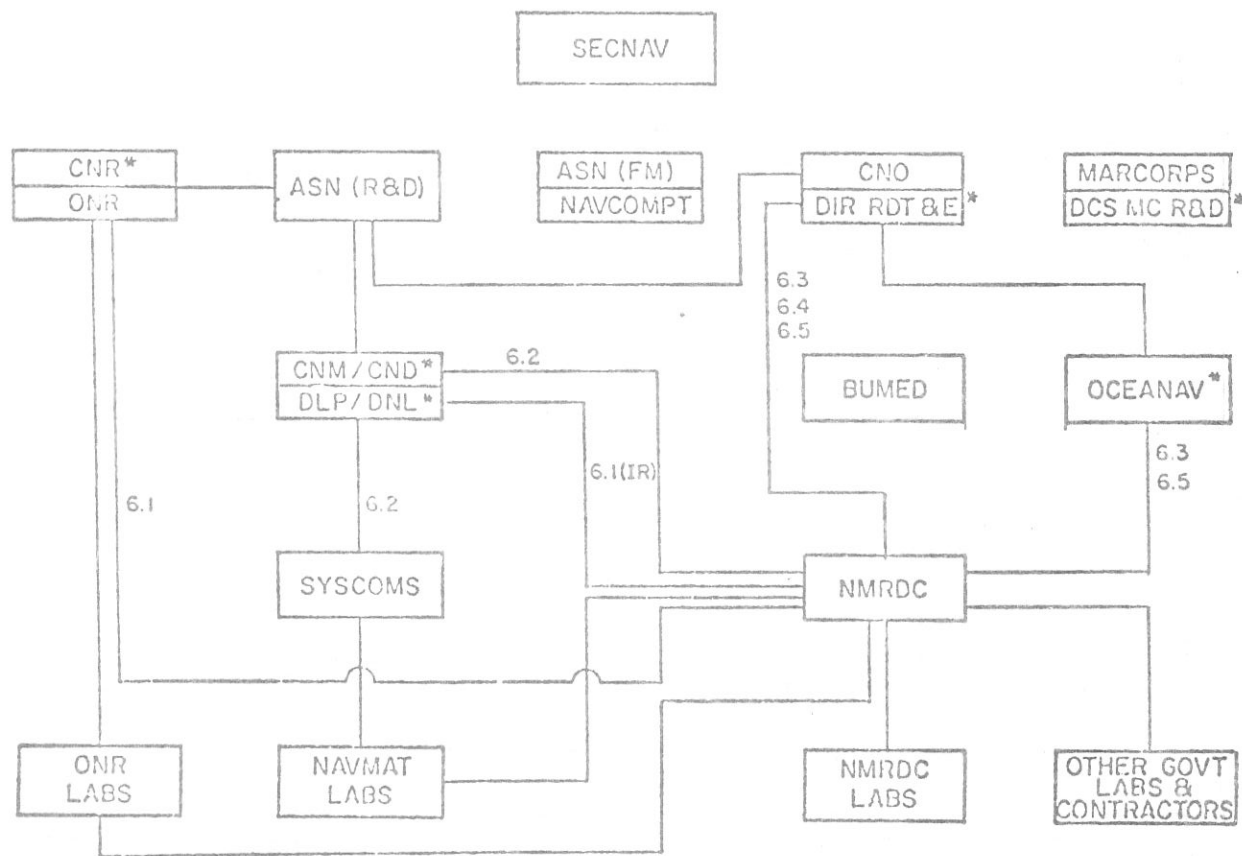 SECNAV
CNR*
ONR
ASN (R&D)
ASN (FM)
NAVCOMPT
CNO
DIR RDT &E*
MARCORPS
DCS MC R&D*
6.3
6.4
6.5
CNM/CND*
DLP/DNL*
6.2
BUMED
OCEANAV*
6.1
6.2
6.1(IR)
6.3
6.5
SYSCOMS
NMRDC
ONR
LABS
NAVMAT
LABS
NMRDC
LABS
OTHER GOVT
LABS &
CONTRACTORS